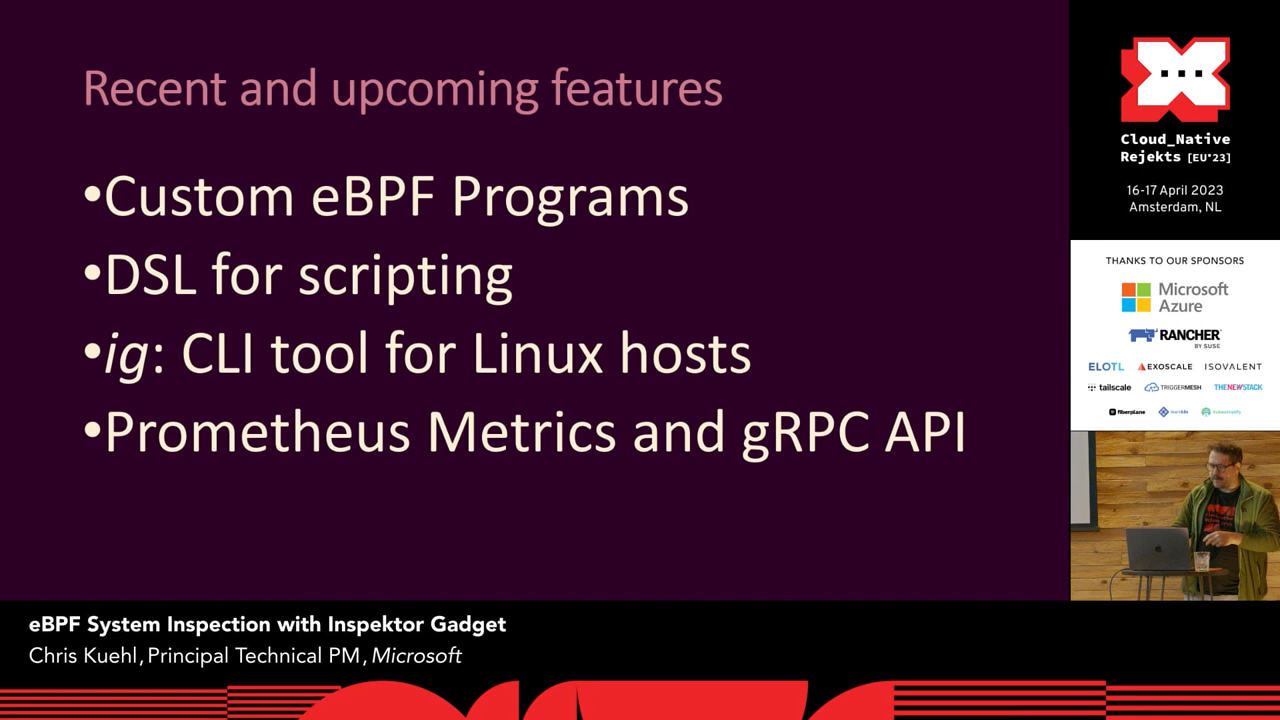 Recent and upcoming features
•Custom eBPF Programs
•DSL for scripting
•ig: CLI tool for Linux hosts
•Prometheus Metrics and gRPC API
Cloud_Native
Rejekts [EU'23]
16-17 April 2023
Amsterdam, NL
THANKS TO OUR SPONSORS
Microsoft
Azure
RANCHER
BY SUSE
ELOTL EXOSCALE ISOVALENT
tailscale TRIGGERMESH THENEWSTACK
fiberplane
eBPF System Inspection with Inspektor Gadget
Chris Kuehl, Principal Technical PM, Microsoft